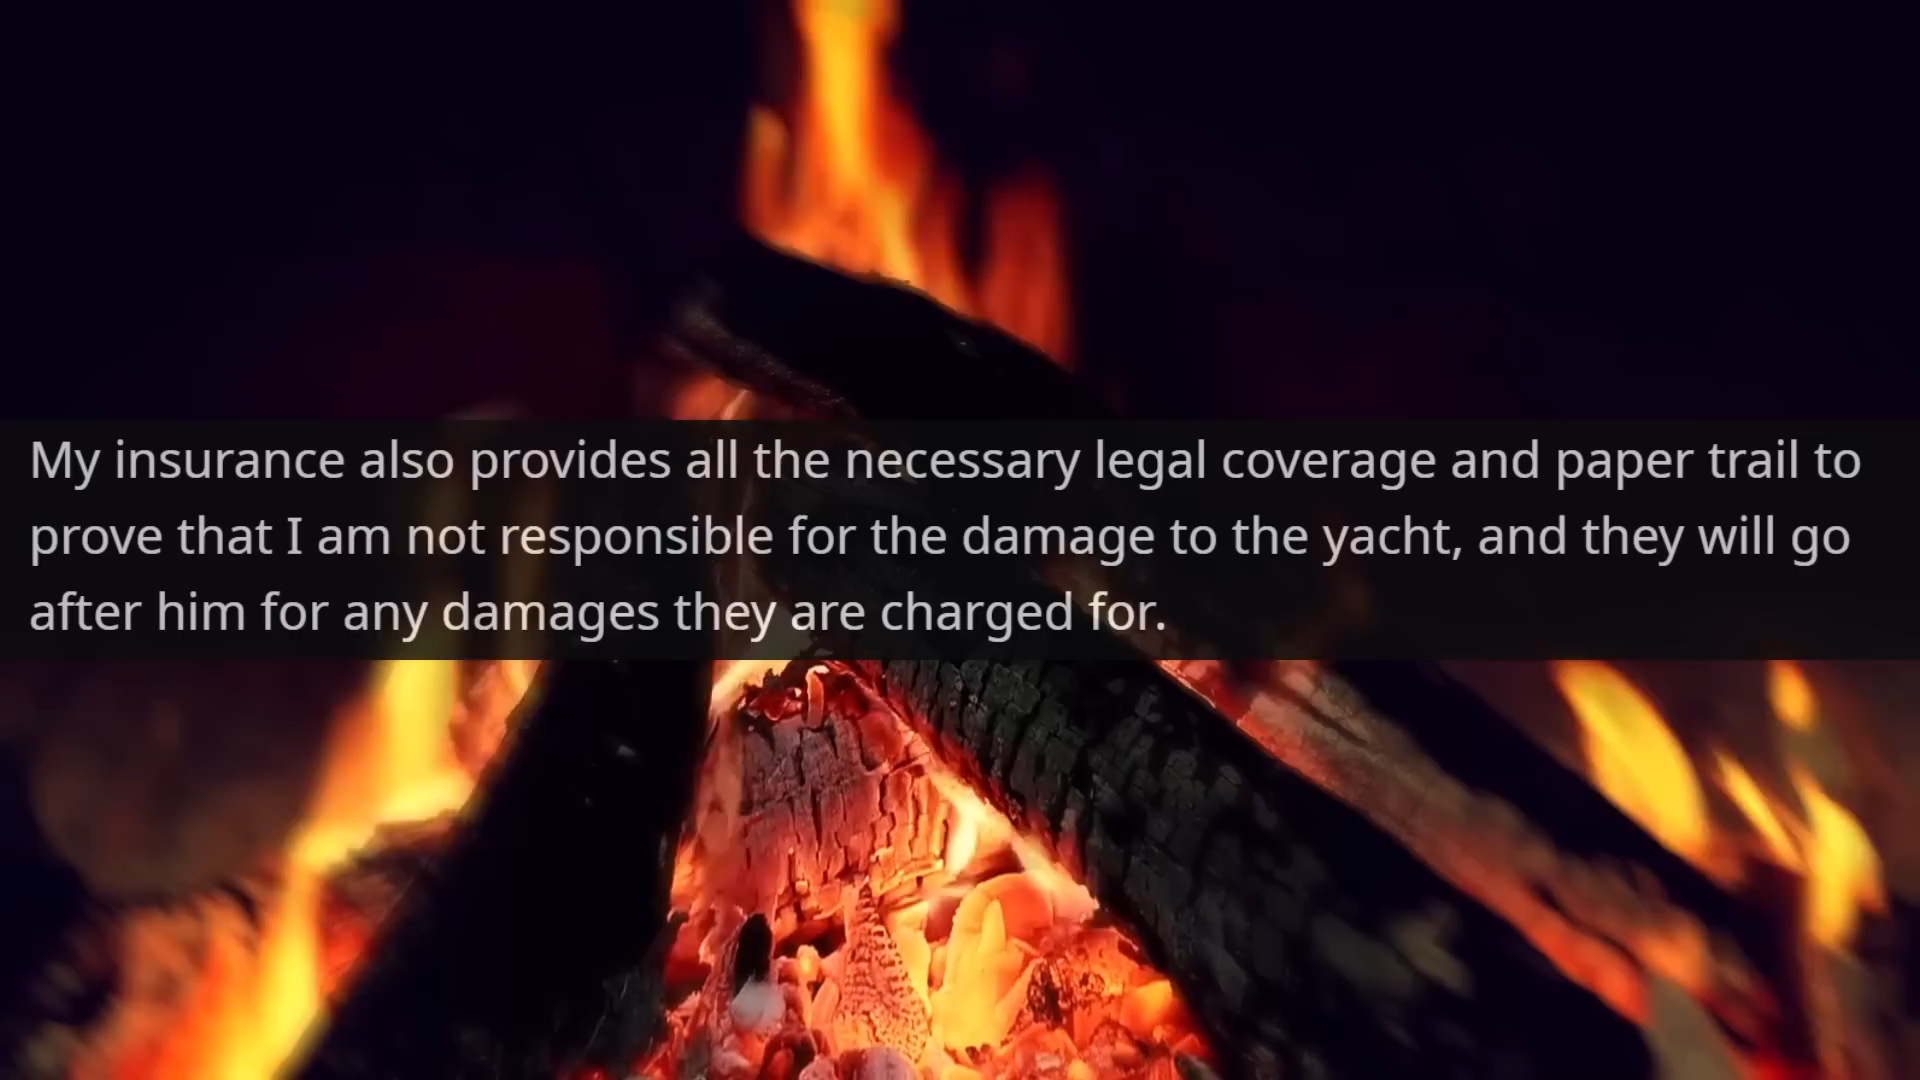 My insurance also provides all the necessary legal coverage and paper trail to
prove that I am not responsible for the damage to the yacht, and they will go
after him for any damages they are charged for.